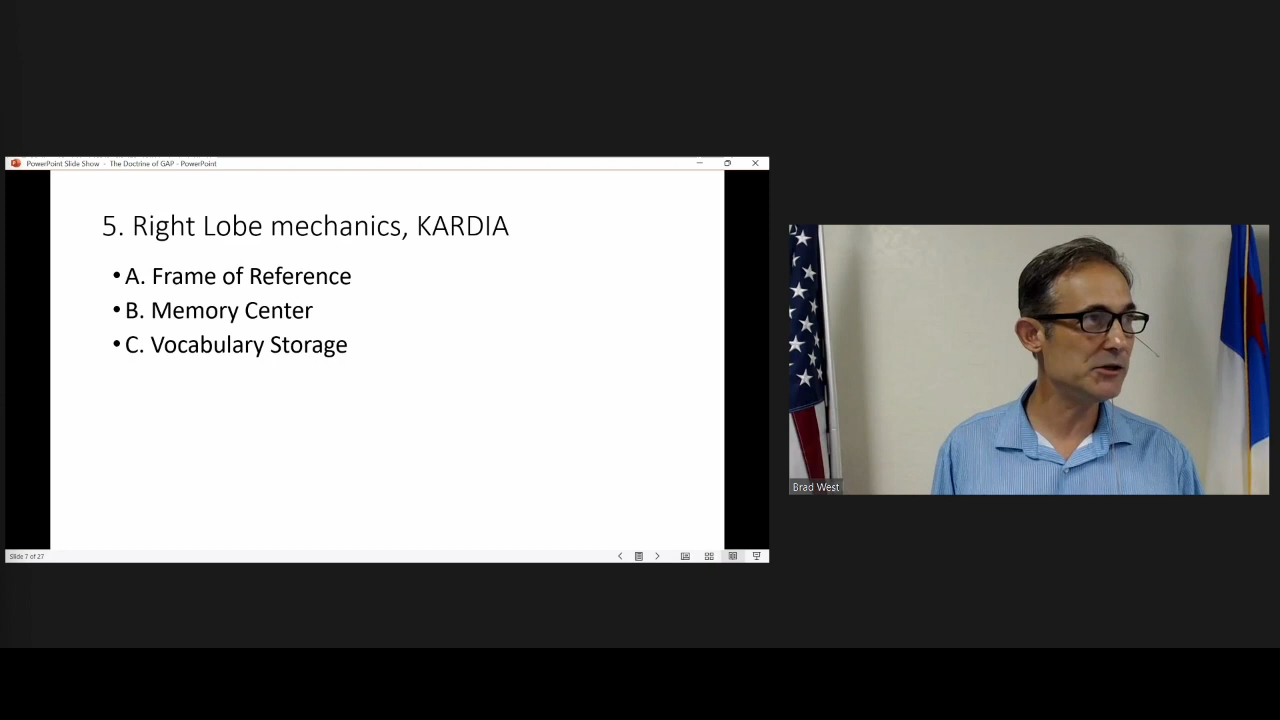 PowerPoint Slide Show - The Doctrine of GAP - PowerPoint
5. Right Lobe mechanics, KARDIA
• A. Frame of Reference
• B. Memory Center
• C. Vocabulary Storage
Slide 7 of 27
Brad West